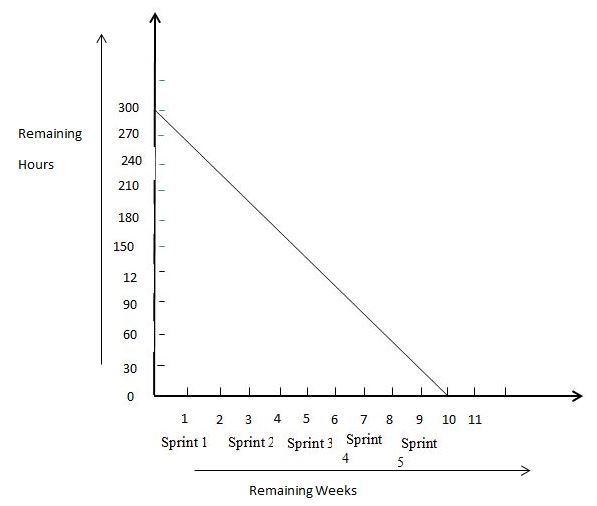 300
Remaining
270
Hours
240
210
180
150
12
90
60
30
0
1 2 3 4 5 6 7 8 9 10 11
Sprint 1 Sprint 2 Sprint 3 Sprint 4 Sprint 5
Remaining Weeks